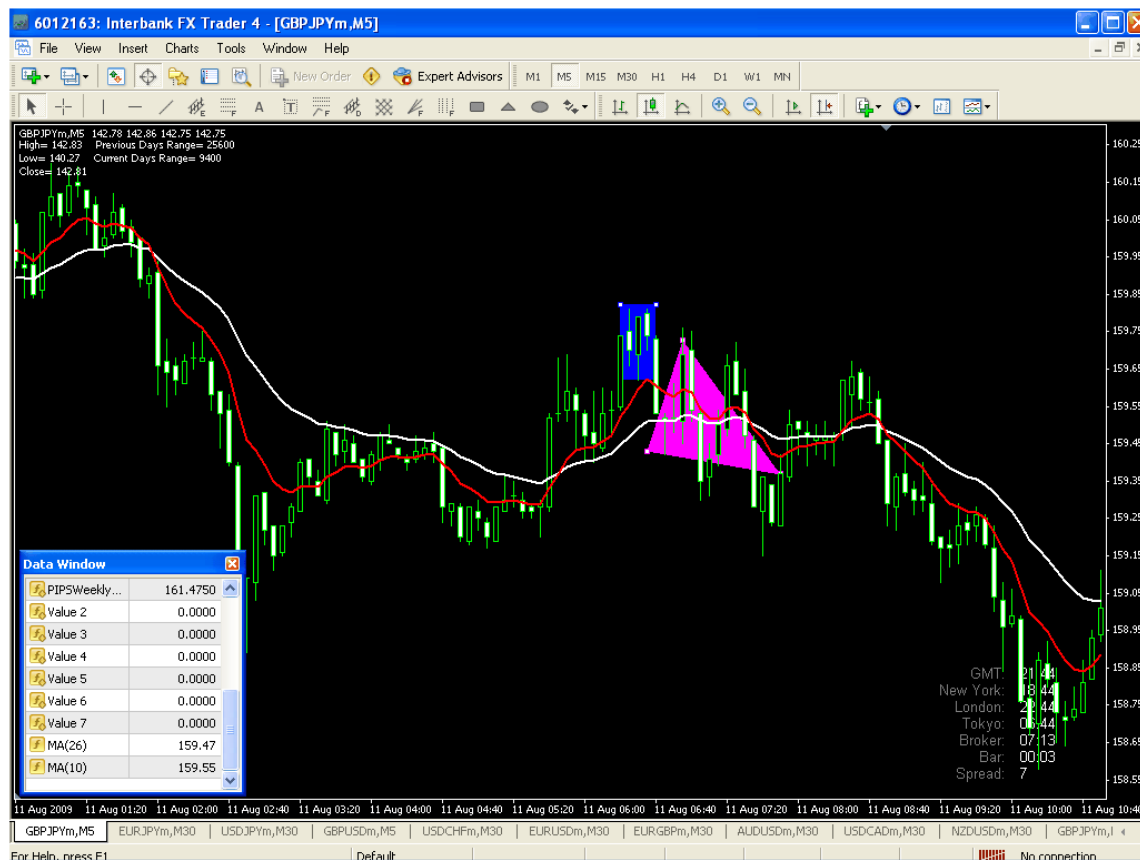 6012163: Interbank FX Trader 4 - [GBPJPYm,M5]
File View Insert Charts Tools Window Help
New Order Expert Advisors M1 M5 M15 M30 H1 H4 D1 W1 MN
GBPJPYm,M5 142.78 142.86 142.75 142.75
High= 142.83 Previous Days Range= 25600
Low= 140.27 Current Days Range= 9400
Close= 142.81
160.25
160.15
160.05
159.95
159.85
159.75
159.65
159.55
159.45
159.35
159.25
159.15
159.05
158.95
158.85
158.75
158.65
158.55
Data Window
PIPSWeekly... 161.4750
Value 2 0.0000
Value 3 0.0000
Value 4 0.0000
Value 5 0.0000
Value 6 0.0000
Value 7 0.0000
MA(26) 159.47
MA(10) 159.55
GMT: 21:44
New York: 18:44
London: 22:44
Tokyo: 06:44
Broker: 07:13
Bar: 00:03
Spread: 7
11 Aug 2009 11 Aug 01:20 11 Aug 02:00 11 Aug 02:40 11 Aug 03:20 11 Aug 04:00 11 Aug 04:40 11 Aug 05:20 11 Aug 06:00 11 Aug 06:40 11 Aug 07:20 11 Aug 08:00 11 Aug 08:40 11 Aug 09:20 11 Aug 10:00 11 Aug 10:40
GBPJPYm,M5 EURJPYm,M30 USDJPYm,M30 GBPUSDm,M5 USDCHFm,M30 EURUSDm,M30 EURGBPm,M30 AUDUSDm,M30 USDCADm,M30 NZDUSDm,M30 GBPJPYm,
For Help, press F1 Default No connection